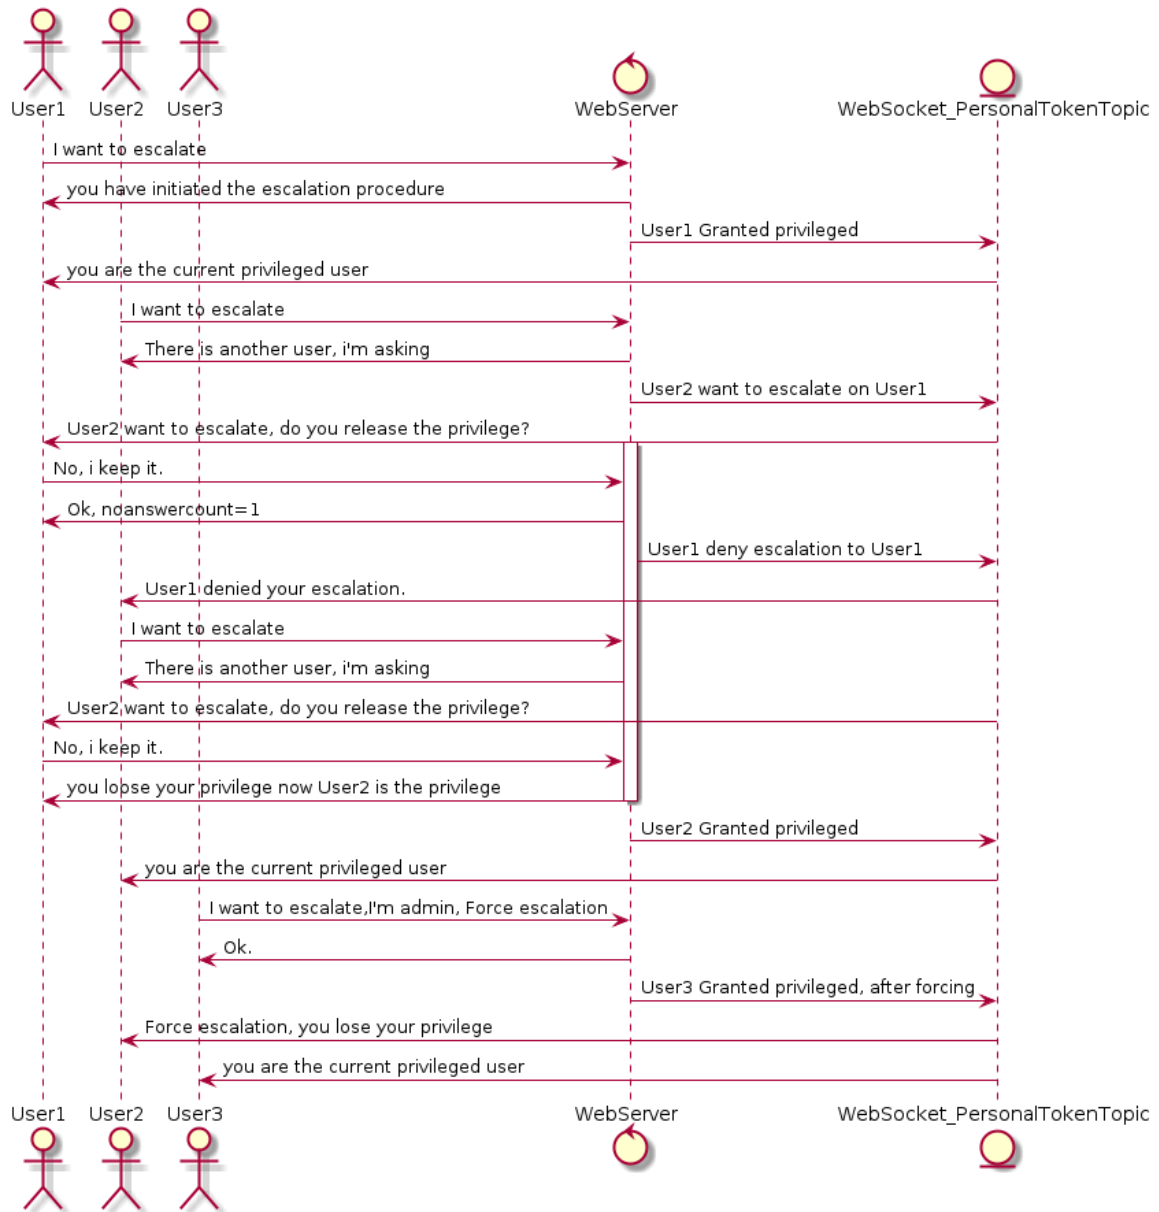 User1 User2 User3 WebServer WebSocket_PersonalTokenTopic
I want to escalate
you have initiated the escalation procedure
User1 Granted privileged
you are the current privileged user
I want to escalate
There is another user, i'm asking
User2 want to escalate on User1
User2 want to escalate, do you release the privilege?
No, i keep it.
Ok, noanswercount=1
User1 deny escalation to User1
User1 denied your escalation.
I want to escalate
There is another user, i'm asking
User2 want to escalate, do you release the privilege?
No, i keep it.
you loose your privilege now User2 is the privilege
User2 Granted privileged
you are the current privileged user
I want to escalate,I'm admin, Force escalation
Ok.
User3 Granted privileged, after forcing
Force escalation, you lose your privilege
you are the current privileged user
User1 User2 User3 WebServer WebSocket_PersonalTokenTopic